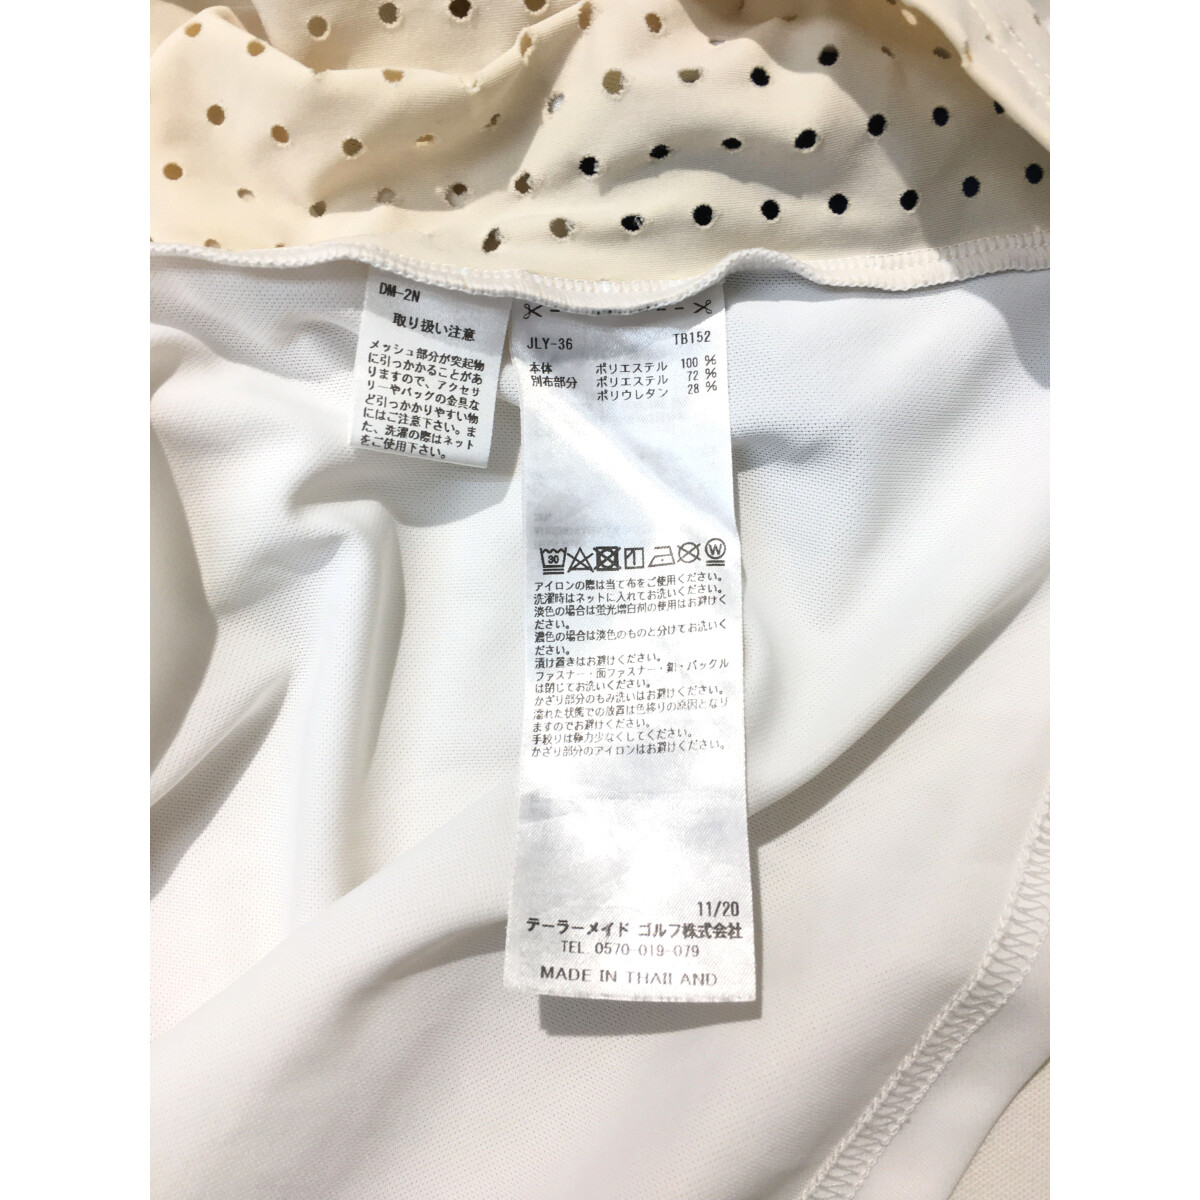 DM-2N
取り扱い注意
メッシュ部分が突起物
に引っかかることがあ
りますので、アクセサ
リーやバッグの金具な
ど引っかかりやすい物
にはご注意下さい。ま
た、洗濯の際はネット
をご使用下さい。
JLY-36 TB152
本体 ポリエステル 100 %
別布部分 ポリエステル 72 %
ポリウレタン 28 %
30
W
アイロンの際は当て布をご使用ください。
洗濯時はネットに入れてお洗いください。
淡色の場合は蛍光増白剤の使用はお避けく
ださい。
濃色の場合は淡色のものと分けてお洗いく
ださい。
漬け置きはお避けください。
ファスナー・面ファスナー・釦・バックル
は閉じてお洗いください。
かざり部分のもみ洗いはお避けください。
濡れた状態での放置は色移りの原因となり
ますのでお避けください。
手絞りは極力少なくしてください。
かざり部分のアイロンはお避けください。
11/20
テーラーメイド ゴルフ株式会社
TEL 0570-019-079
MADE IN THAILAND